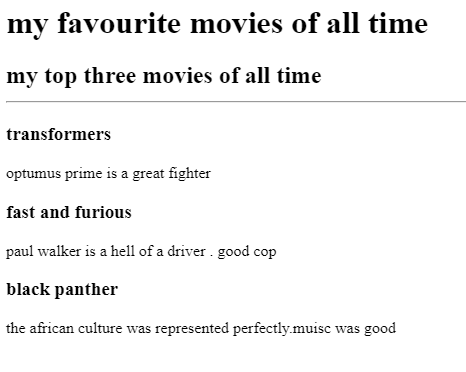 my favourite movies of all time
my top three movies of all time
transformers
optumus prime is a great fighter
fast and furious
paul walker is a hell of a driver . good cop
black panther
the african culture was represented perfectly.muisc was good